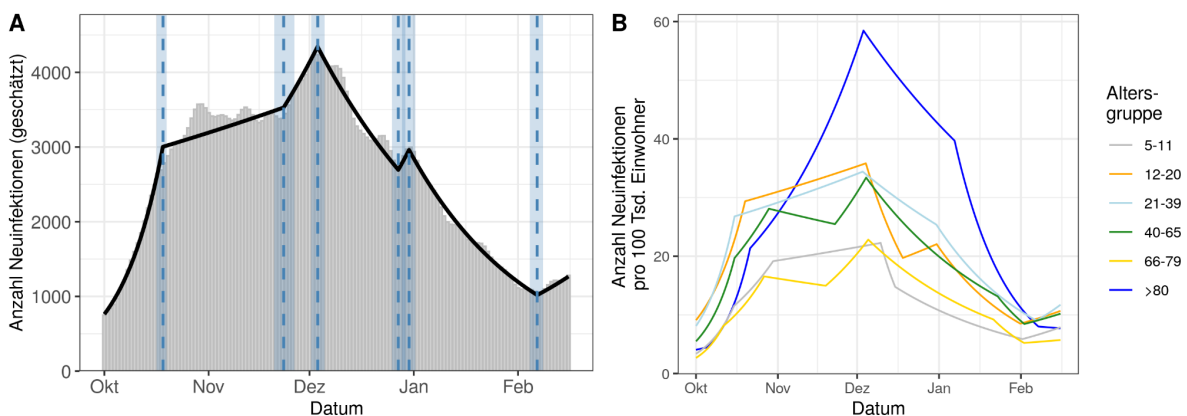 A
Anzahl Neuinfektionen (geschätzt)
4000
3000
2000
1000
0
Okt
Nov
Dez
Jan
Feb
Datum
B
Anzahl Neuinfektionen
pro 100 Tsd. Einwohner
60
40
20
0
Okt
Nov
Dez
Jan
Feb
Datum
Alters-
gruppe
5-11
12-20
21-39
40-65
66-79
>80